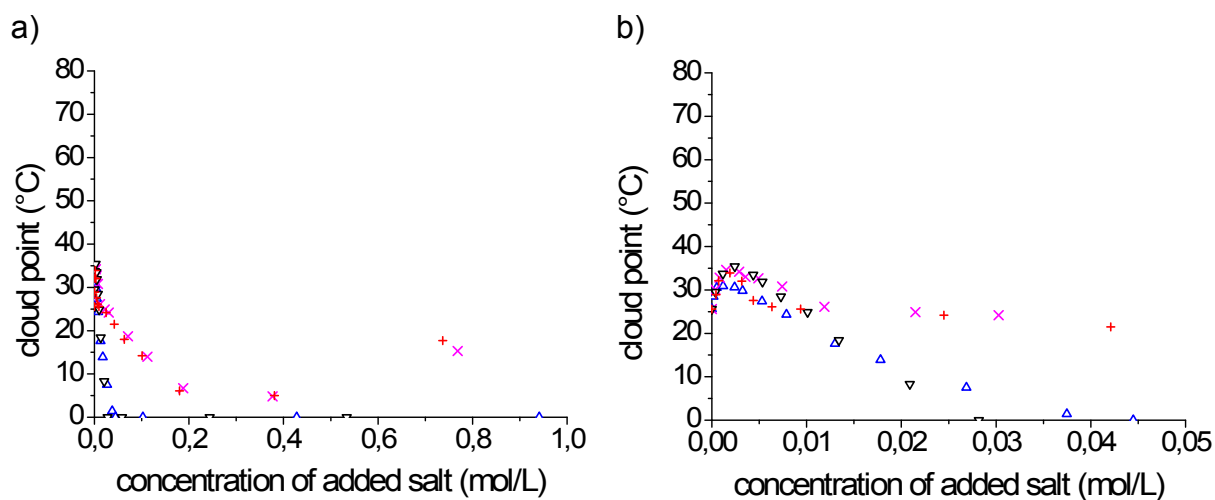 a)
80
70
60
50
40
30
20
10
0
cloud point (°C)
0,0 0,2 0,4 0,6 0,8 1,0
concentration of added salt (mol/L)
b)
80
70
60
50
40
30
20
10
0
cloud point (°C)
0,00 0,01 0,02 0,03 0,04 0,05
concentration of added salt (mol/L)